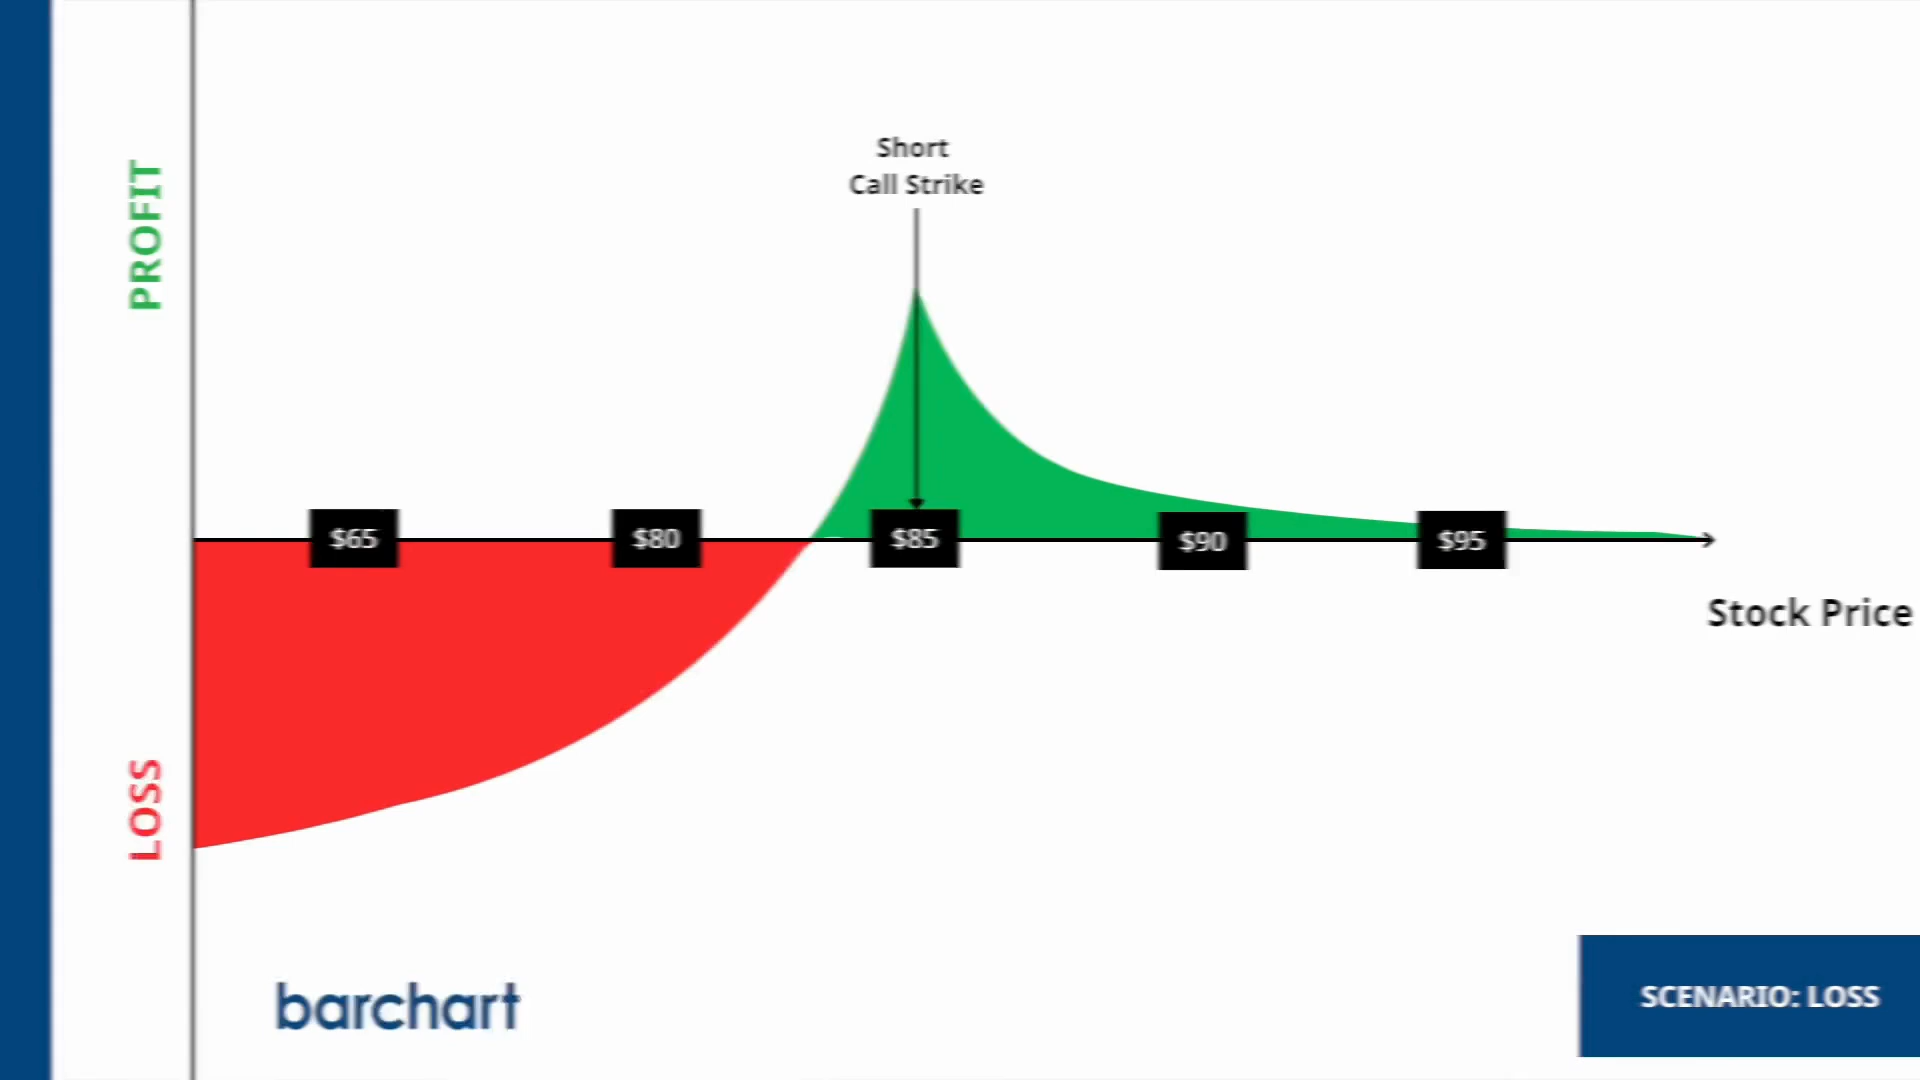 PROFIT
Short
Call Strike
$65
$80
$85
$90
$95
Stock Price
LOSS
barchart
SCENARIO: LOSS